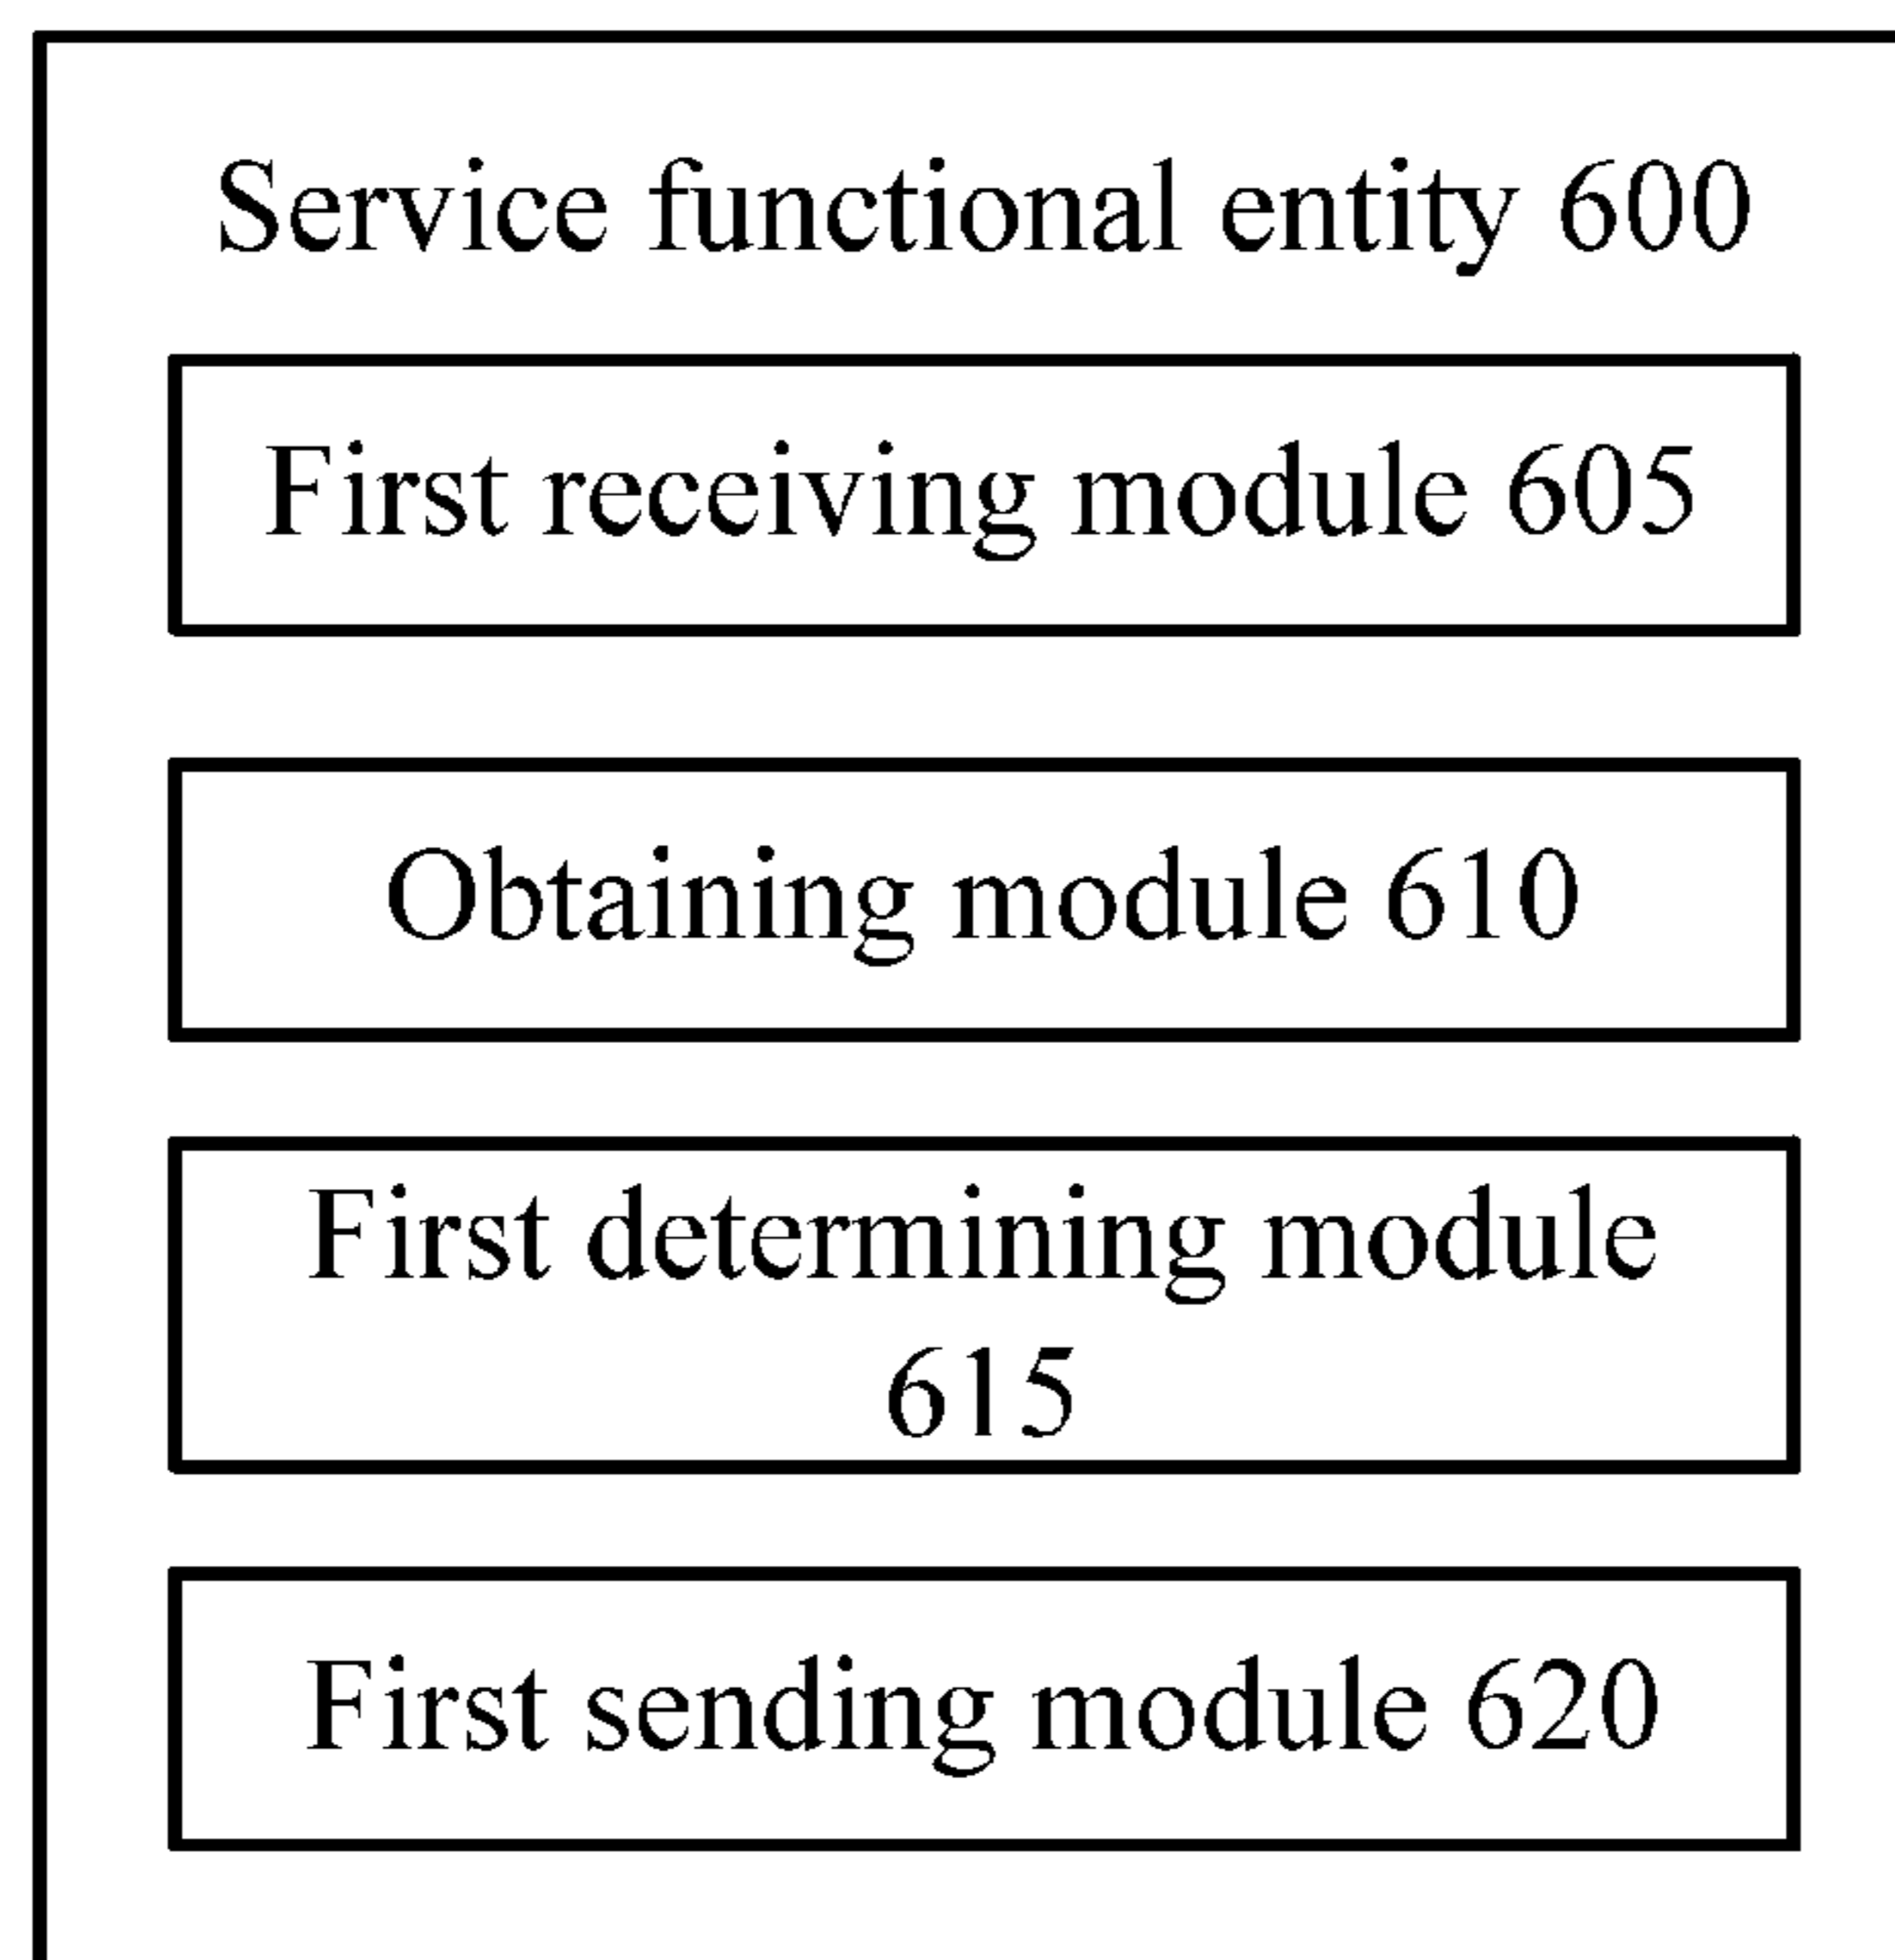 Service functional entity 600
First receiving module 605
Obtaining module 610
First determining module
615
First sending module 620